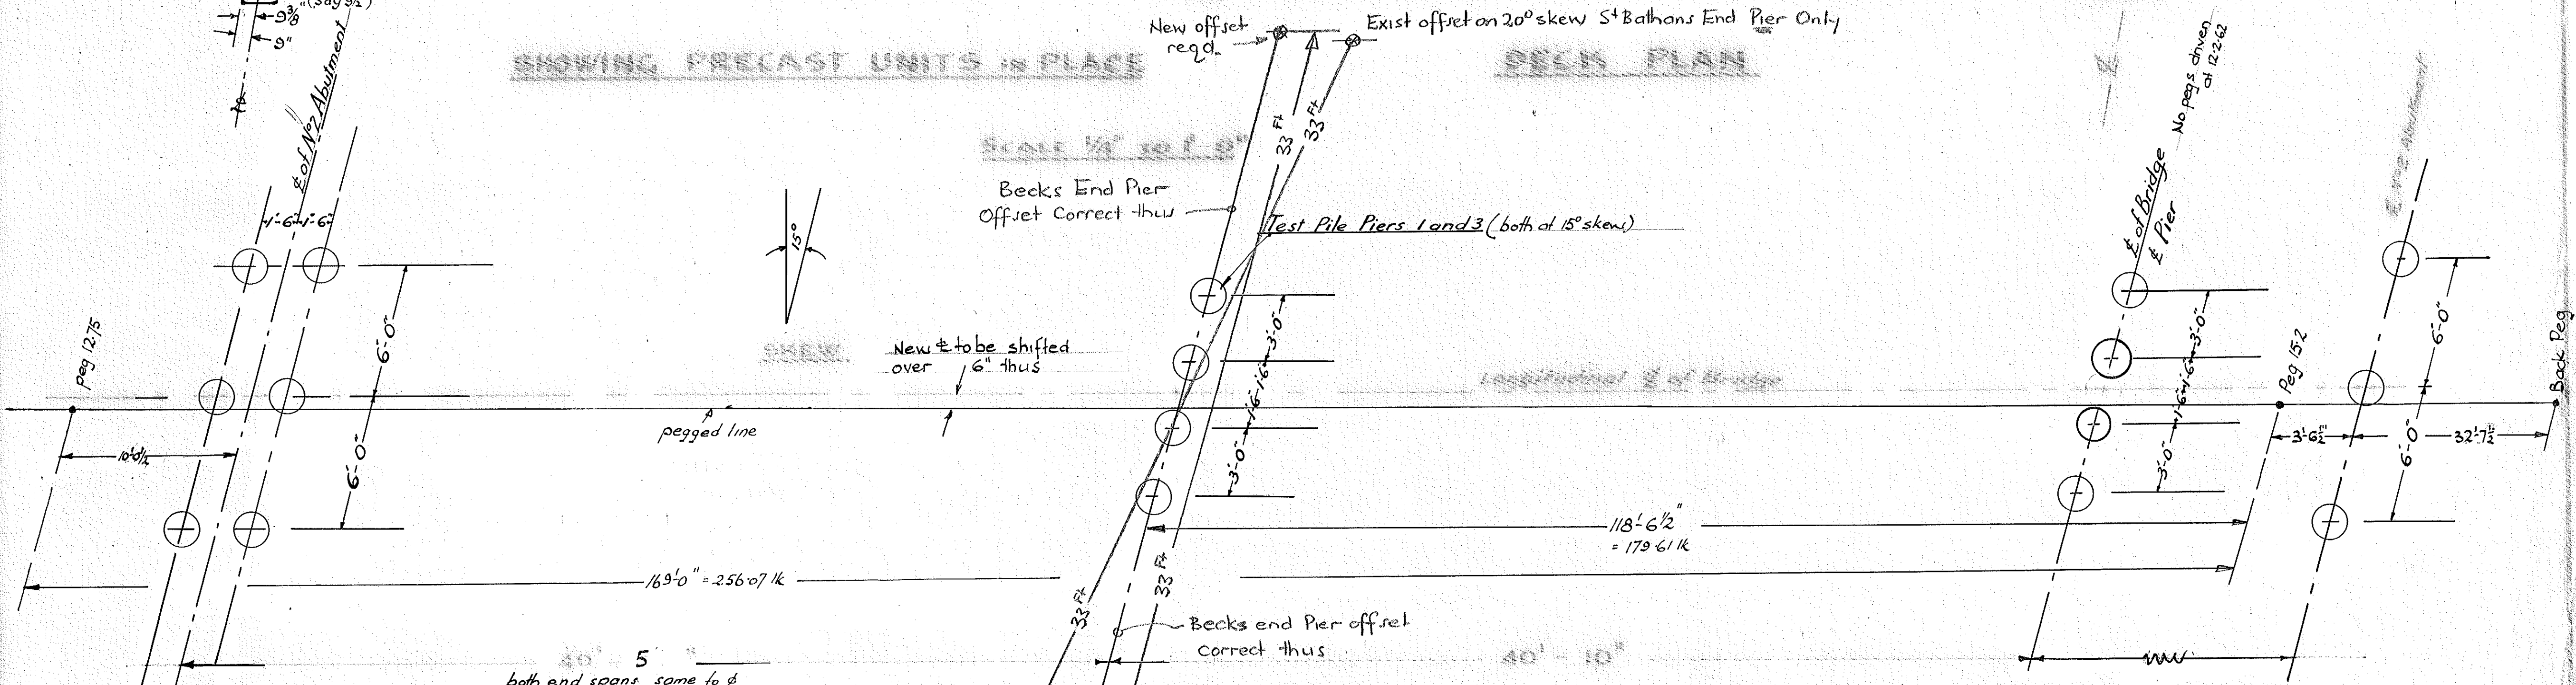 9⅜" (say 9½")
9"
℄ of No2 Abutment
1'-6" 1'-6"
6'-0"
6'-0"
peg 12.75
10'-0½
169'-0" = 256.07 lk
40' 5 "
both end spans same to ₵
SHOWING PRECAST UNITS IN PLACE
SCALE ¼" TO 1'-0"
15°
SKEW
New ℄ to be shifted
over 6" thus
pegged line
New offset
reqd.
Exist offset on 20° skew St Bathans End Pier Only
DECK PLAN
33 Ft
33 Ft
Becks End Pier
Offset Correct thus
Test Pile Piers 1 and 3 (both at 15° skew)
3'-0"
1'-6"
1'-6"
3'-0"
Longitudinal ℄ of Bridge
33 Ft
33 Ft
118'-6½"
= 179.61 lk
Becks end Pier offset
Correct thus
40'-10"
℄
No pegs driven
at 12.2.62
℄ of Bridge
℄ Pier
3'-0"
1'-6"
1'-6"
3'-0"
Peg 15.2
℄ No2 Abutment
6'-0"
6'-0"
3'-6½"
32'-7½"
Back Peg